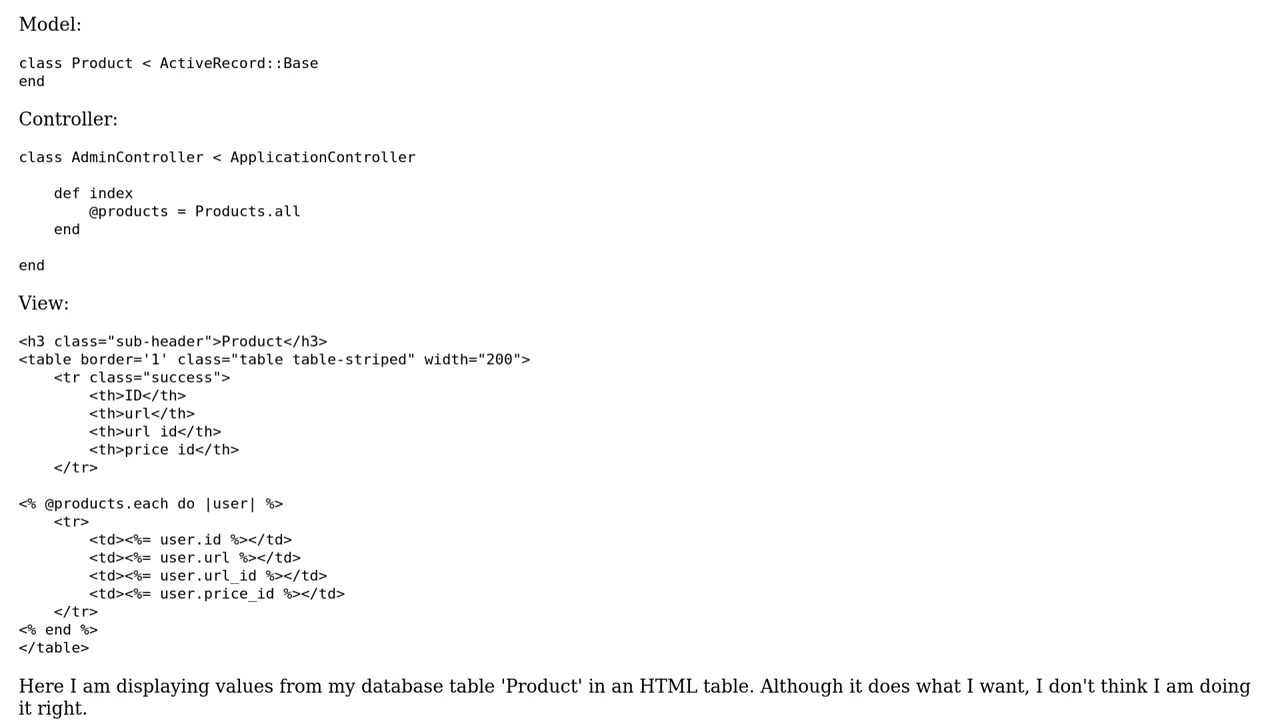 Model:
class Product < ActiveRecord::Base
end
Controller:
class AdminController < ApplicationController
    def index
        @products = Products.all
    end
end
View:
<h3 class="sub-header">Product</h3>
<table border='1' class="table table-striped" width="200">
    <tr class="success">
        <th>ID</th>
        <th>url</th>
        <th>url id</th>
        <th>price id</th>
    </tr>
<% @products.each do |user| %>
    <tr>
        <td><%= user.id %></td>
        <td><%= user.url %></td>
        <td><%= user.url_id %></td>
        <td><%= user.price_id %></td>
    </tr>
<% end %>
</table>
Here I am displaying values from my database table 'Product' in an HTML table. Although it does what I want, I don't think I am doing
it right.